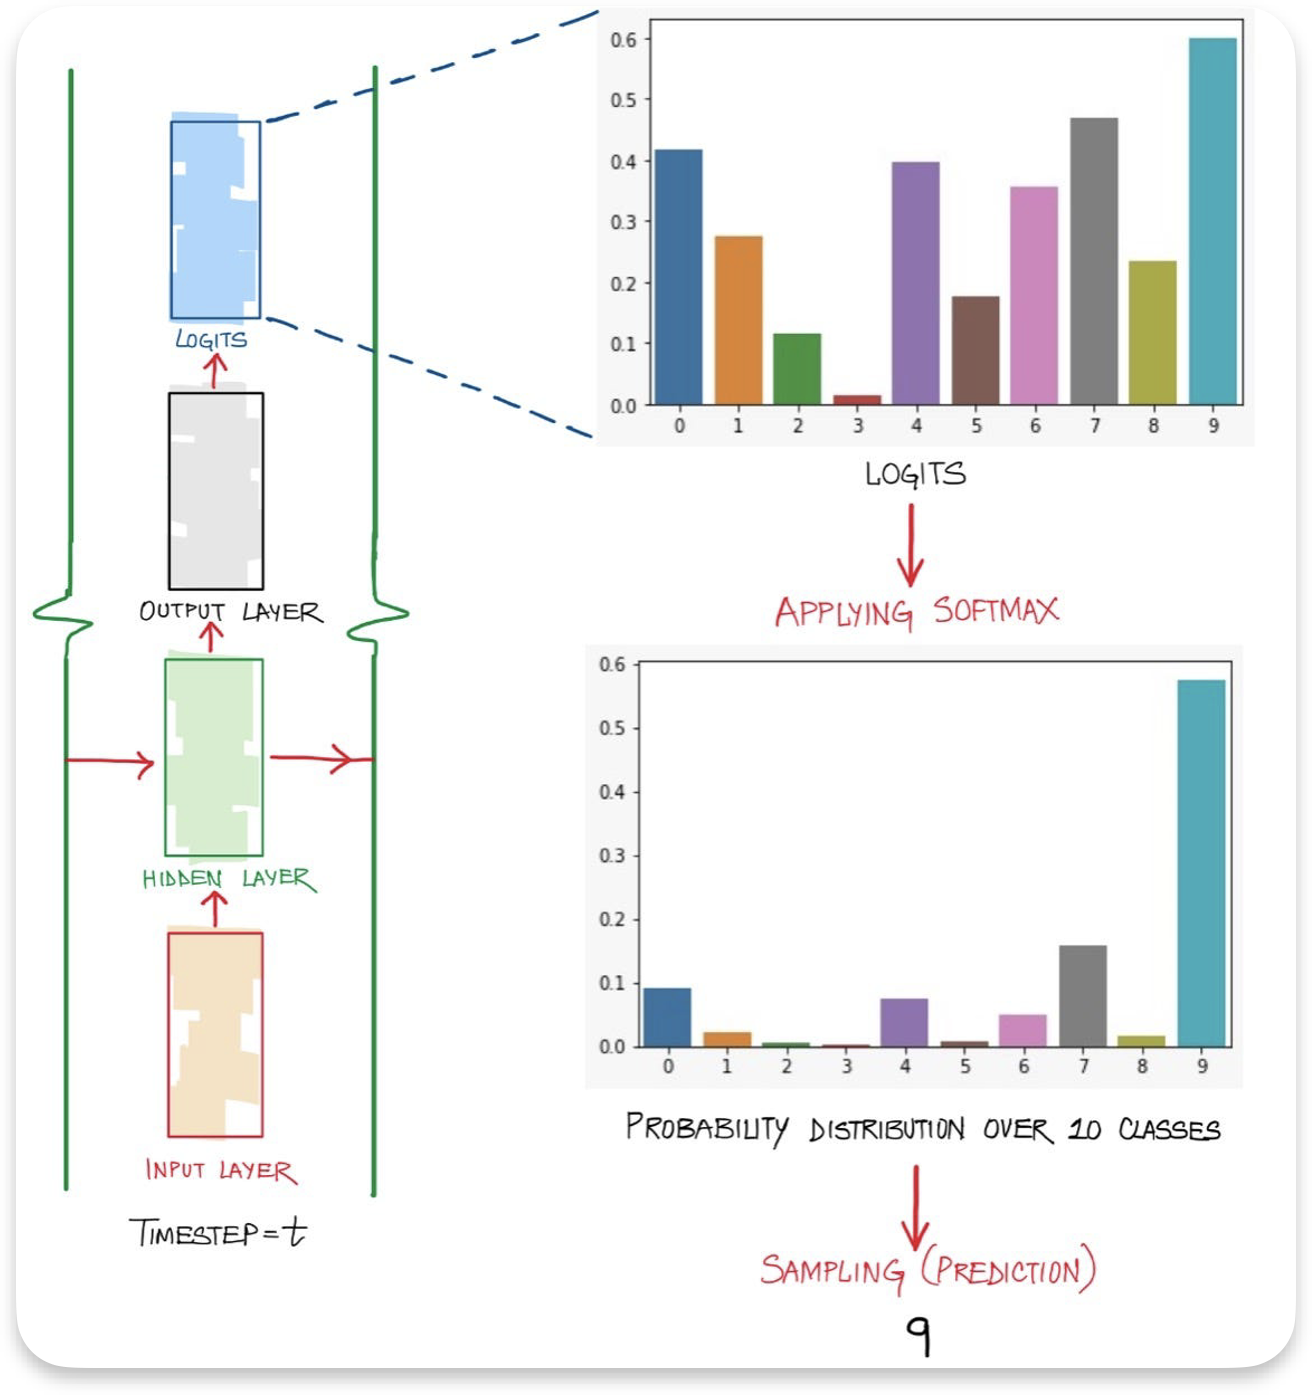 LOGITS
OUTPUT LAYER
HIDDEN LAYER
INPUT LAYER
TIMESTEP=t
0.6
0.5
0.4
0.3
0.2
0.1
0.0
0 1 2 3 4 5 6 7 8 9
LOGITS
APPLYING SOFTMAX
0.6
0.5
0.4
0.3
0.2
0.1
0.0
0 1 2 3 4 5 6 7 8 9
PROBABILITY DISTRIBUTION OVER 10 CLASSES
SAMPLING (PREDICTION)
9